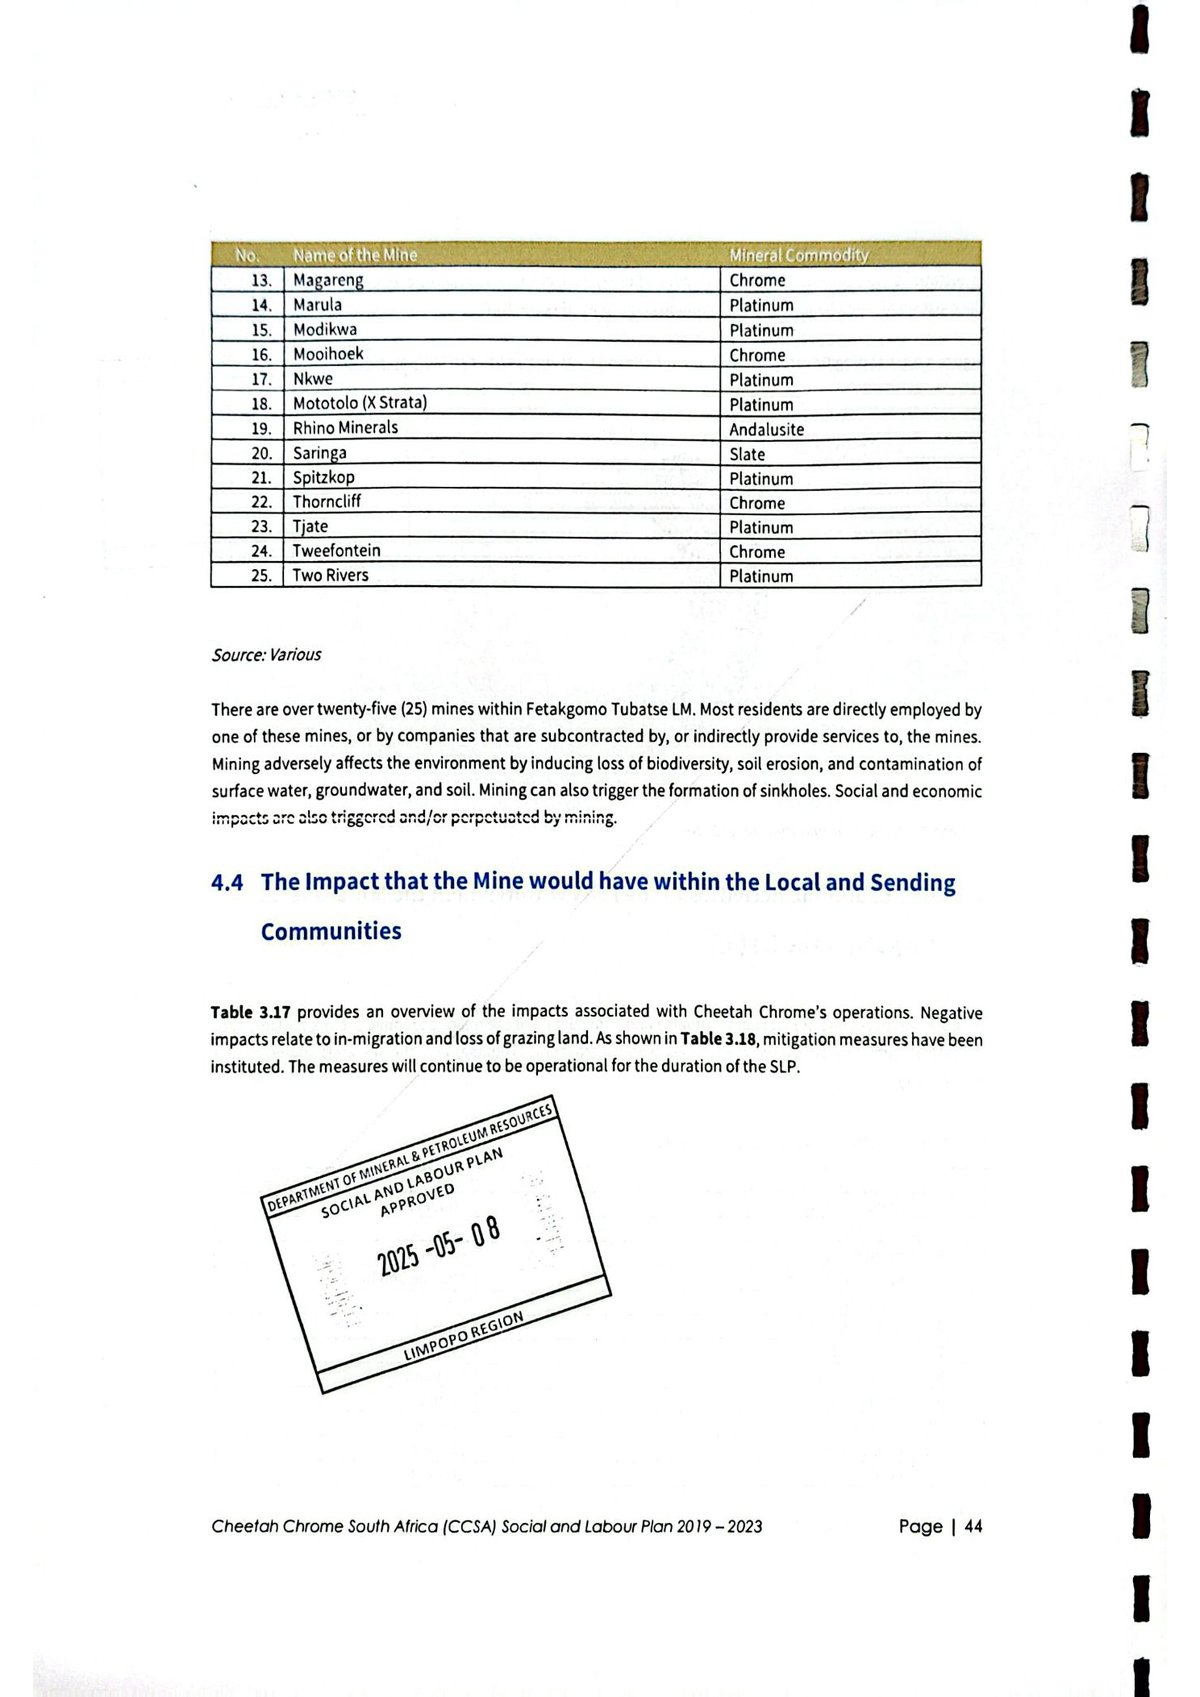 No. Name of the Mine Mineral Commodity
13. Magareng Chrome
14. Marula Platinum
15. Modikwa Platinum
16. Mooihoek Chrome
17. Nkwe Platinum
18. Mototolo (X Strata) Platinum
19. Rhino Minerals Andalusite
20. Saringa Slate
21. Spitzkop Platinum
22. Thorncliff Chrome
23. Tjate Platinum
24. Tweefontein Chrome
25. Two Rivers Platinum
Source: Various
There are over twenty-five (25) mines within Fetakgomo Tubatse LM. Most residents are directly employed by
one of these mines, or by companies that are subcontracted by, or indirectly provide services to, the mines.
Mining adversely affects the environment by inducing loss of biodiversity, soil erosion, and contamination of
surface water, groundwater, and soil. Mining can also trigger the formation of sinkholes. Social and economic
impacts are also triggered and/or perpetuated by mining.
4.4 The Impact that the Mine would have within the Local and Sending
Communities
Table 3.17 provides an overview of the impacts associated with Cheetah Chrome's operations. Negative
impacts relate to in-migration and loss of grazing land. As shown in Table 3.18, mitigation measures have been
instituted. The measures will continue to be operational for the duration of the SLP.
DEPARTMENT OF MINERAL & PETROLEUM RESOURCES
SOCIAL AND LABOUR PLAN
APPROVED
2025 -05- 08
LIMPOPO REGION
Cheetah Chrome South Africa (CCSA) Social and Labour Plan 2019 – 2023 Page | 44